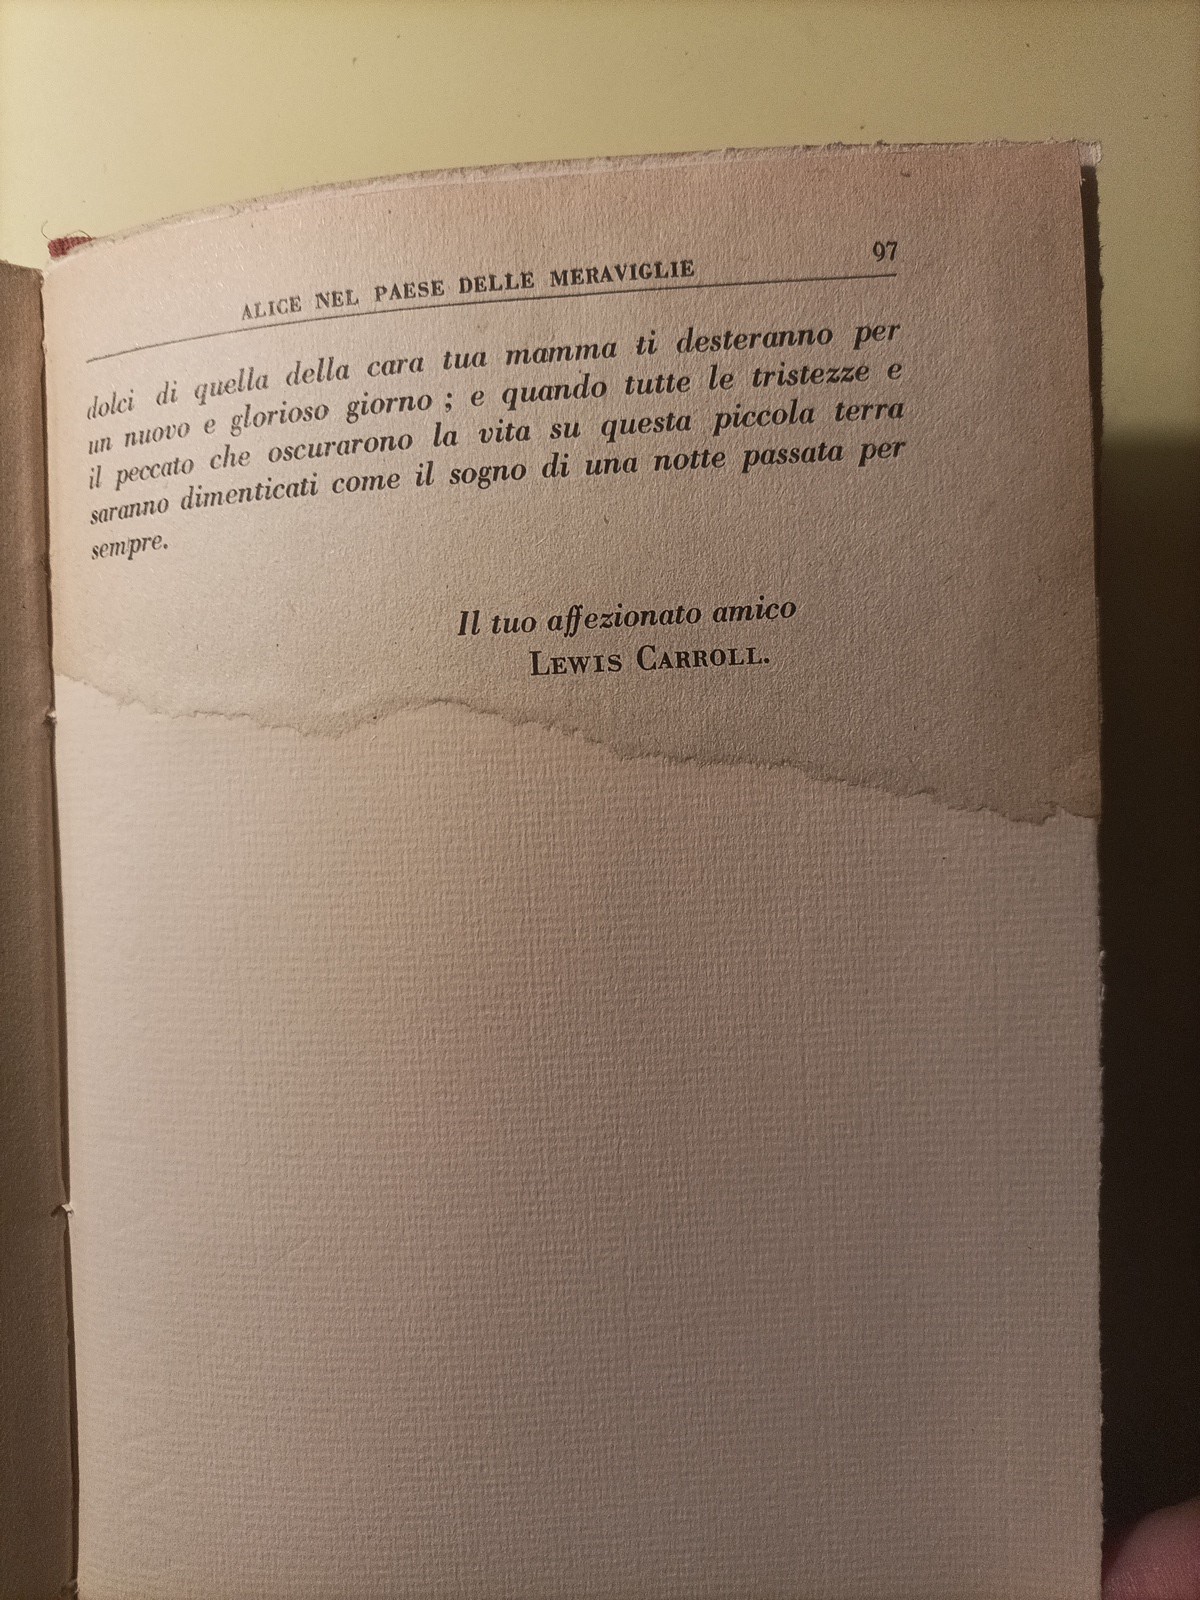 ALICE NEL PAESE DELLE MERAVIGLIE 97
dolci di quella della cara tua mamma ti desteranno per
un nuovo e glorioso giorno ; e quando tutte le tristezze e
il peccato che oscurarono la vita su questa piccola terra
saranno dimenticati come il sogno di una notte passata per
sempre.
Il tuo affezionato amico
LEWIS CARROLL.